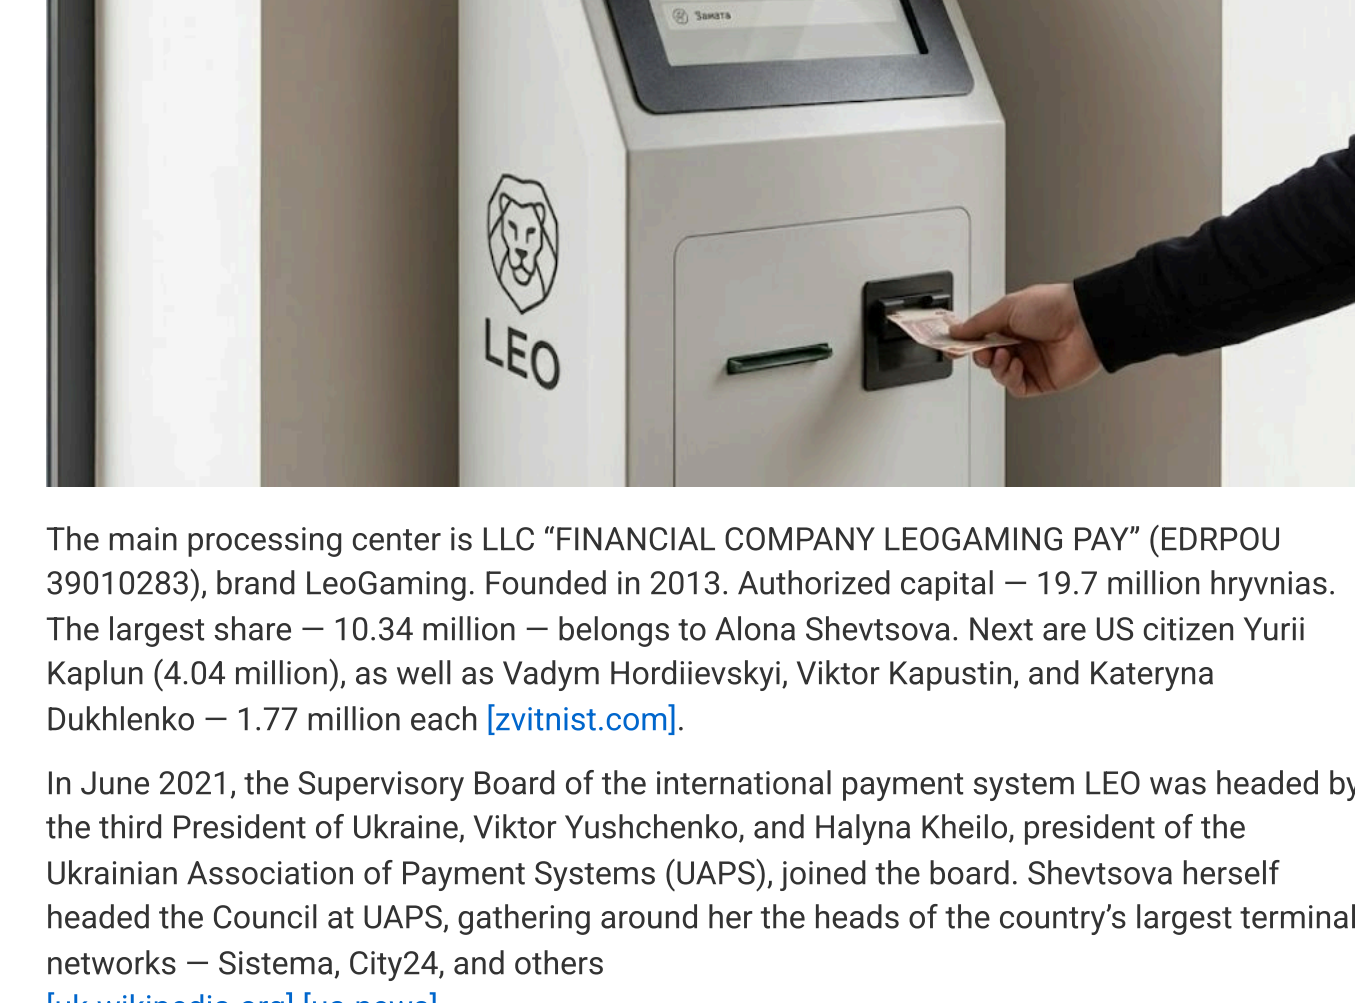 Замата
LEO
The main processing center is LLC “FINANCIAL COMPANY LEOGAMING PAY” (EDRPOU
39010283), brand LeoGaming. Founded in 2013. Authorized capital — 19.7 million hryvnias.
The largest share — 10.34 million — belongs to Alona Shevtsova. Next are US citizen Yurii
Kaplun (4.04 million), as well as Vadym Hordiievskyi, Viktor Kapustin, and Kateryna
Dukhlenko — 1.77 million each [zvitnist.com].
In June 2021, the Supervisory Board of the international payment system LEO was headed by
the third President of Ukraine, Viktor Yushchenko, and Halyna Kheilo, president of the
Ukrainian Association of Payment Systems (UAPS), joined the board. Shevtsova herself
headed the Council at UAPS, gathering around her the heads of the country’s largest terminal
networks — Sistema, City24, and others